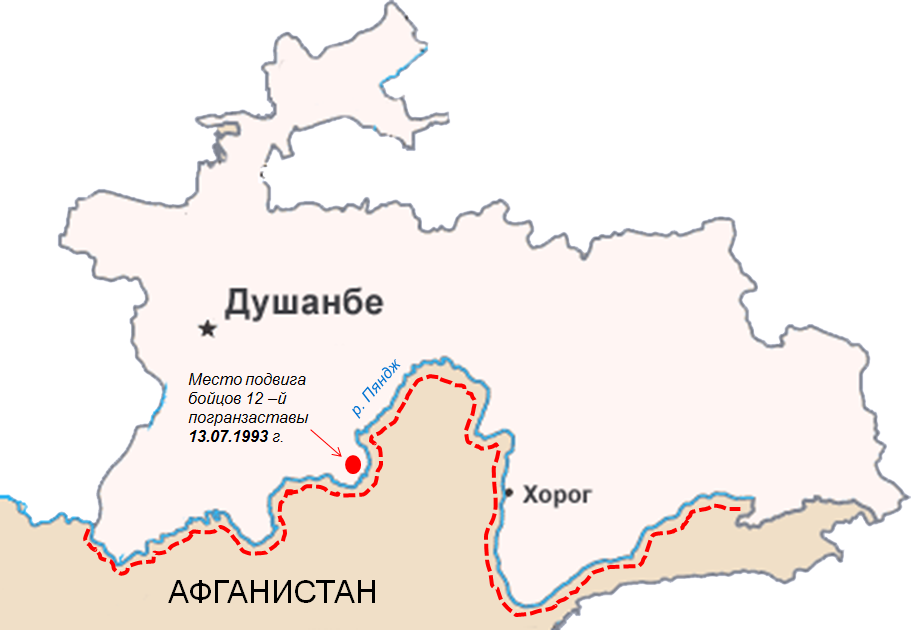 Душанбе
р. Пяндж
Место подвига
бойцов 12 –й
погранзаставы
13.07.1993 г.
Хорог
АФГАНИСТАН